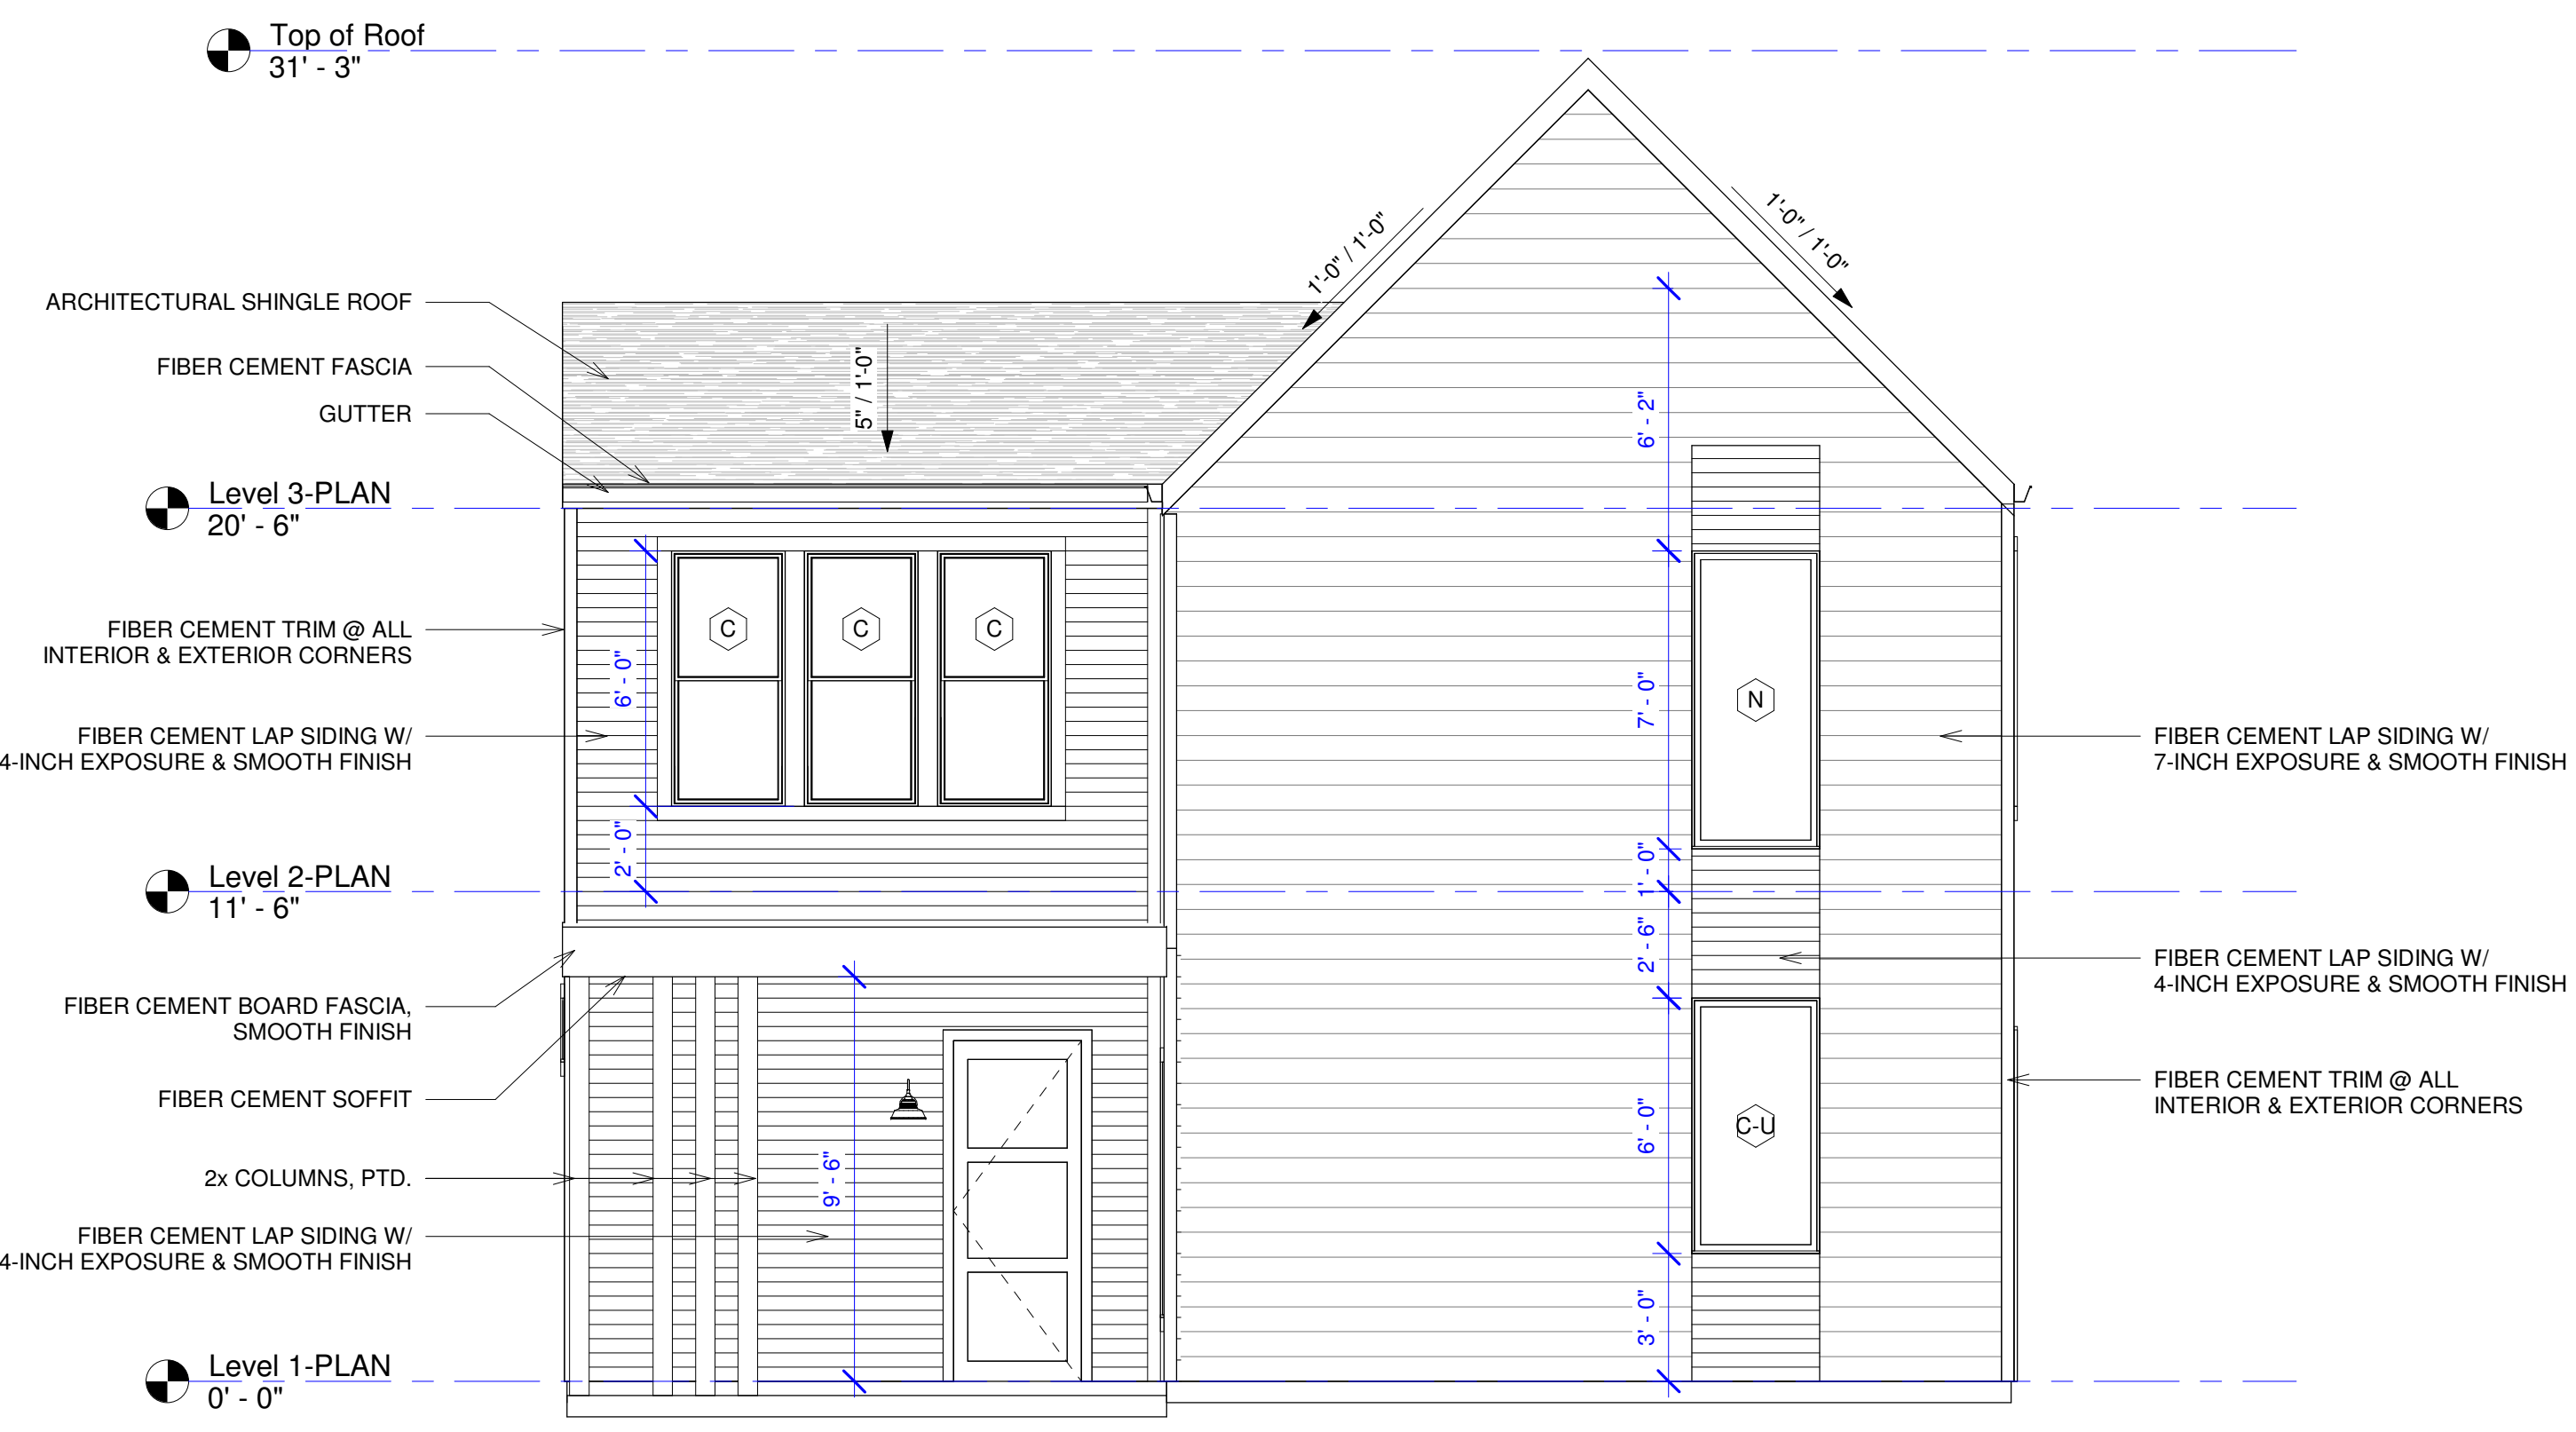 Top of Roof
31' - 3"
1'-0" / 1'-0"
1'-0" / 1'-0"
ARCHITECTURAL SHINGLE ROOF
FIBER CEMENT FASCIA
GUTTER
5" / 1'-0"
6' - 2"
Level 3-PLAN
20' - 6"
FIBER CEMENT TRIM @ ALL
INTERIOR & EXTERIOR CORNERS
C
C
C
6' - 0"
7' - 0"
N
FIBER CEMENT LAP SIDING W/
4-INCH EXPOSURE & SMOOTH FINISH
FIBER CEMENT LAP SIDING W/
7-INCH EXPOSURE & SMOOTH FINISH
2' - 0"
1' - 0"
Level 2-PLAN
11' - 6"
2' - 6"
FIBER CEMENT LAP SIDING W/
4-INCH EXPOSURE & SMOOTH FINISH
FIBER CEMENT BOARD FASCIA,
SMOOTH FINISH
FIBER CEMENT SOFFIT
FIBER CEMENT TRIM @ ALL
INTERIOR & EXTERIOR CORNERS
6' - 0"
C-U
2x COLUMNS, PTD.
9' - 6"
FIBER CEMENT LAP SIDING W/
4-INCH EXPOSURE & SMOOTH FINISH
3' - 0"
Level 1-PLAN
0' - 0"